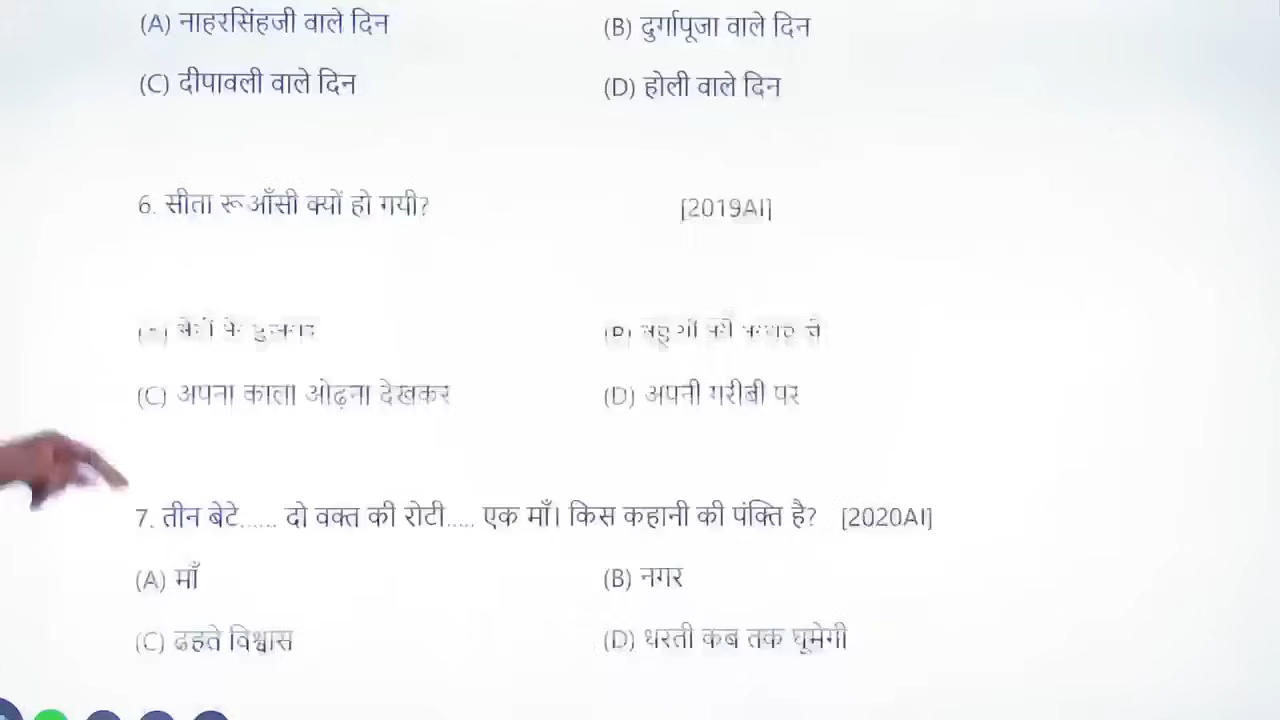 (A) नाहरसिंहजी वाले दिन (B) दुर्गापूजा वाले दिन
(C) दीपावली वाले दिन (D) होली वाले दिन
6. सीता रूआँसी क्यों हो गयी? [2019AI]
(C) अपना काला ओढ़ना देखकर (D) अपनी गरीबी पर
7. तीन बेटे...... दो वक्त की रोटी..... एक माँ। किस कहानी की पंक्ति है? [2020AI]
(A) माँ (B) नगर
(C) ढहते विश्वास (D) धरती कब तक घूमेगी